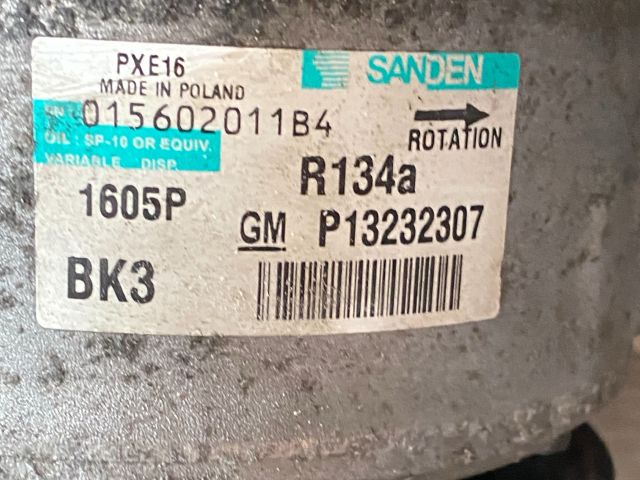 PXE16
SANDEN
MADE IN POLAND
015602011B4
OIL : SP-10 OR EQUIV.
ROTATION
VARIABLE DISP.
R134a
1605P
GM P13232307
BK3